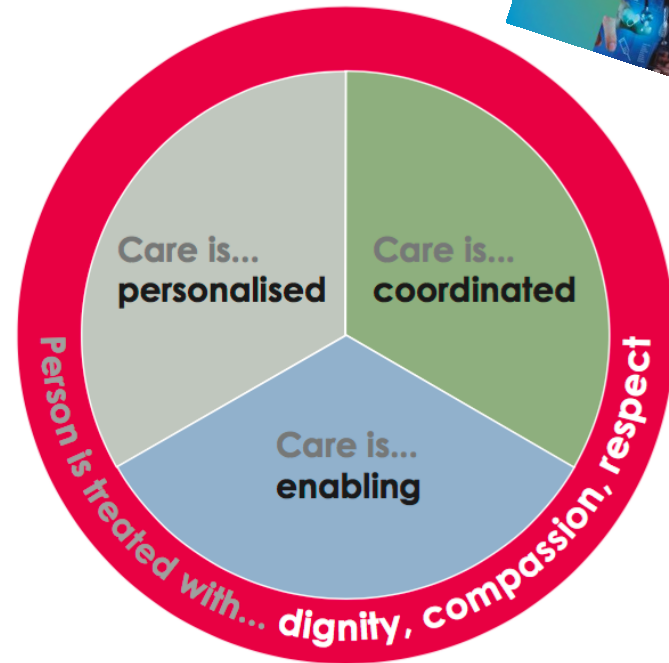 Care is...
personalised
Care is...
coordinated
Care is...
enabling
Person is treated with... dignity, compassion, respect